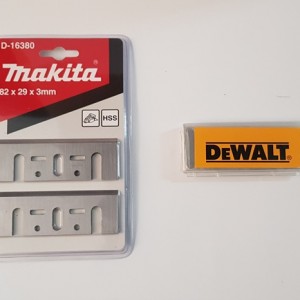 D-16380
makita
82 x 29 x 3mm
HSS
DEWALT®